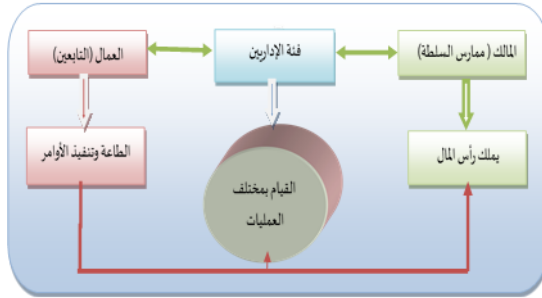 المالك ( ممارس السلطة)
فئة الإداريين
العمال (التابعين)
يملك رأس المال
القيام بمختلف
العمليات
الطاعة وتنفيذ الأوامر